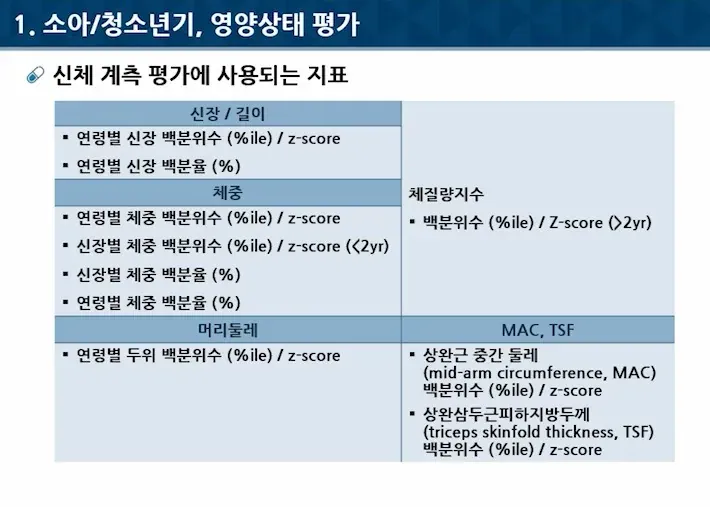 1. 소아/청소년기, 영양상태 평가
신체 계측 평가에 사용되는 지표
신장 / 길이
▪ 연령별 신장 백분위수 (%ile) / z-score
▪ 연령별 신장 백분율 (%)
체중
▪ 연령별 체중 백분위수 (%ile) / z-score
▪ 신장별 체중 백분위수 (%ile) / z-score (<2yr)
▪ 신장별 체중 백분율 (%)
▪ 연령별 체중 백분율 (%)
체질량지수
▪ 백분위수 (%ile) / Z-score (>2yr)
머리둘레
▪ 연령별 두위 백분위수 (%ile) / z-score
MAC, TSF
▪ 상완근 중간 둘레
(mid-arm circumference, MAC)
백분위수 (%ile) / z-score
▪ 상완삼두근피하지방두께
(triceps skinfold thickness, TSF)
백분위수 (%ile) / z-score